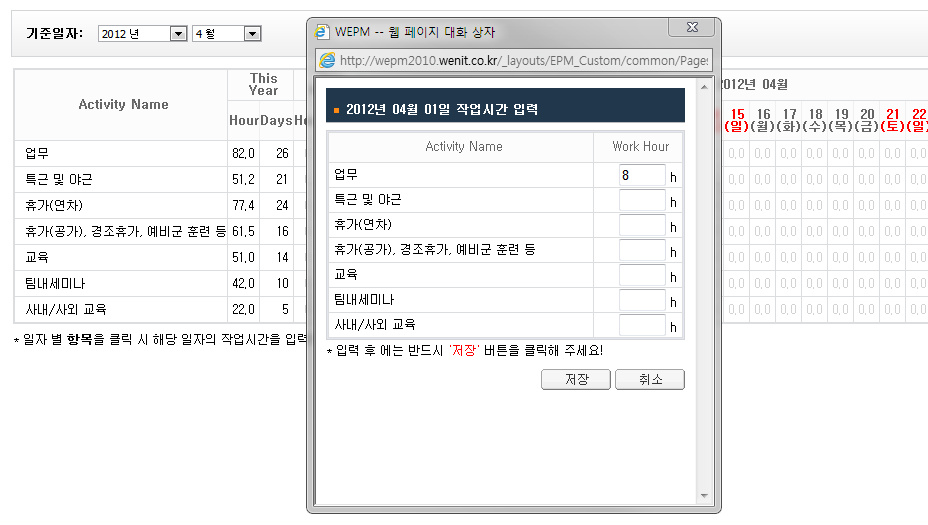 기준일자: 2012 년 4 월
WEPM -- 웹 페이지 대화 상자
http://wepm2010.wenit.co.kr/_layouts/EPM_Custom/common/Pages
2012년 04월 01일 작업시간 입력
Activity Name Work Hour
업무 8 h
특근 및 야근 h
휴가(연차) h
휴가(공가), 경조휴가, 예비군 훈련 등 h
교육 h
팀내세미나 h
사내/사외 교육 h
* 입력 후 에는 반드시 '저장' 버튼을 클릭해 주세요!
저장 취소
Activity Name This Year 2012년 04월
Hour Days 15 (일) 16 (월) 17 (화) 18 (수) 19 (목) 20 (금) 21 (토) 22 (일)
업무 82,0 26 0,0 0,0 0,0 0,0 0,0 0,0 0,0 0,0
특근 및 야근 51,2 21 0,0 0,0 0,0 0,0 0,0 0,0 0,0 0,0
휴가(연차) 77,4 24 0,0 0,0 0,0 0,0 0,0 0,0 0,0 0,0
휴가(공가), 경조휴가, 예비군 훈련 등 61,5 16 0,0 0,0 0,0 0,0 0,0 0,0 0,0 0,0
교육 51,0 14 0,0 0,0 0,0 0,0 0,0 0,0 0,0 0,0
팀내세미나 42,0 10 0,0 0,0 0,0 0,0 0,0 0,0 0,0 0,0
사내/사외 교육 22,0 5 0,0 0,0 0,0 0,0 0,0 0,0 0,0 0,0
* 일자 별 항목을 클릭 시 해당 일자의 작업시간을 입력